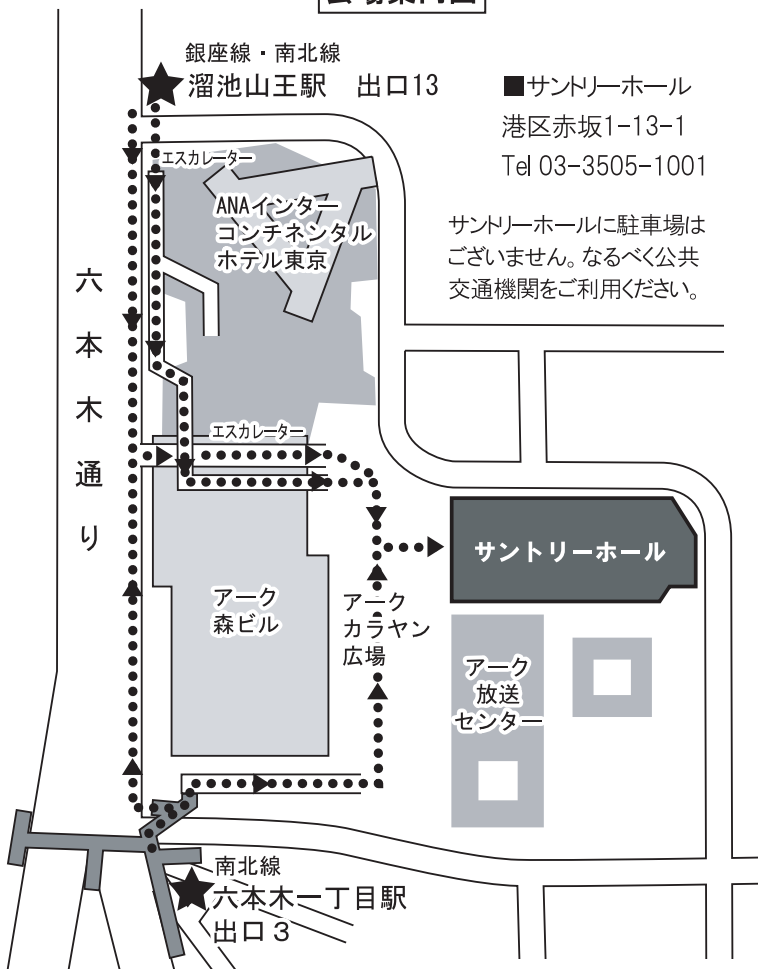 会場案内図
銀座線・南北線
溜池山王駅　出口13
■サントリーホール
港区赤坂1-13-1
Tel 03-3505-1001
エスカレーター
ANAインター
コンチネンタル
ホテル東京
サントリーホールに駐車場は
ございません。なるべく公共
交通機関をご利用ください。
六本木通り
エスカレーター
サントリーホール
アーク
森ビル
アーク
カラヤン
広場
アーク
放送
センター
南北線
六本木一丁目駅
出口3